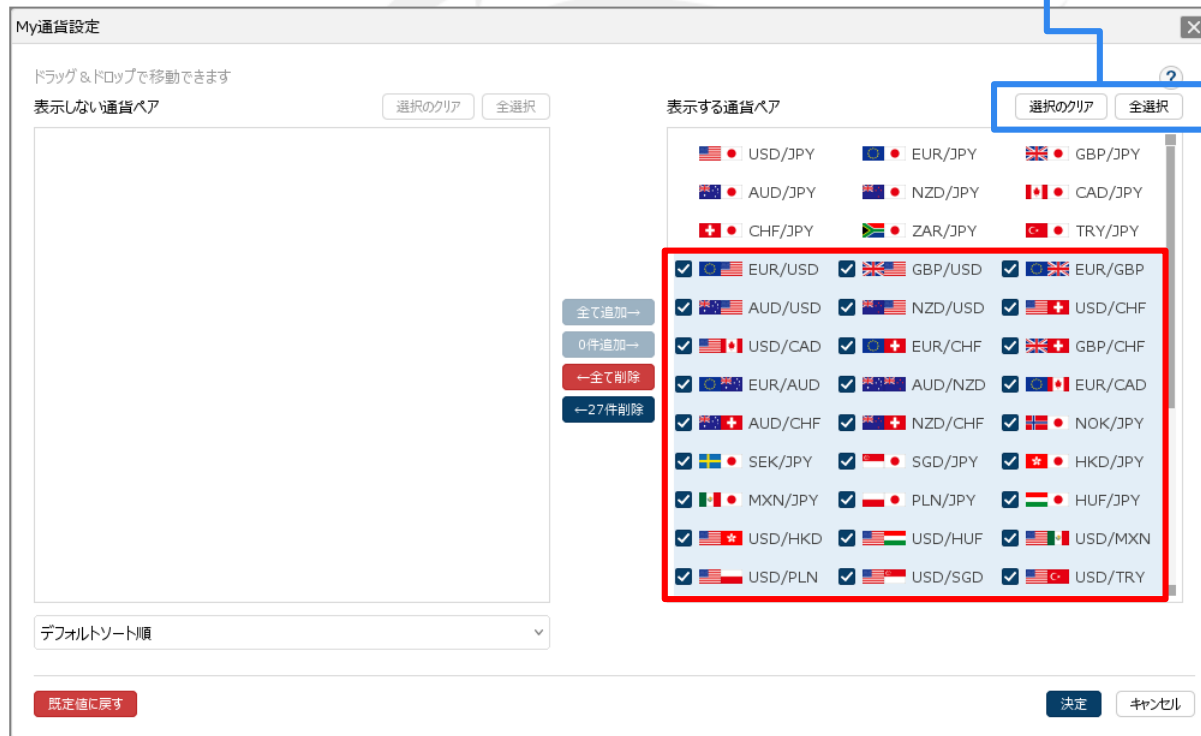 My通貨設定
ドラッグ&ドロップで移動できます
?
表示しない通貨ペア 選択のクリア 全選択
表示する通貨ペア 選択のクリア 全選択
USD/JPY EUR/JPY GBP/JPY
AUD/JPY NZD/JPY CAD/JPY
CHF/JPY ZAR/JPY TRY/JPY
EUR/USD GBP/USD EUR/GBP
AUD/USD NZD/USD USD/CHF
USD/CAD EUR/CHF GBP/CHF
EUR/AUD AUD/NZD EUR/CAD
AUD/CHF NZD/CHF NOK/JPY
SEK/JPY SGD/JPY HKD/JPY
MXN/JPY PLN/JPY HUF/JPY
USD/HKD USD/HUF USD/MXN
USD/PLN USD/SGD USD/TRY
全て追加→
0件追加→
←全て削除
←27件削除
デフォルトソート順
既定値に戻す
決定 キャンセル